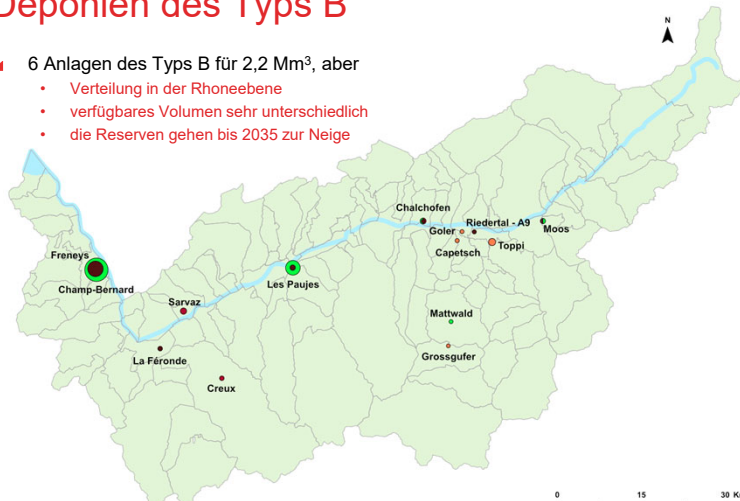 Deponien des Typs B
6 Anlagen des Typs B für 2,2 Mm³, aber
• Verteilung in der Rhoneebene
• verfügbares Volumen sehr unterschiedlich
• die Reserven gehen bis 2035 zur Neige
N
Chalchofen
Goler
Riedertal - A9
Moos
Capetsch
Toppi
Freneys
Champ-Bernard
Les Paujes
Sarvaz
Mattwald
La Féronde
Grossgufer
Creux
0 15 30 K